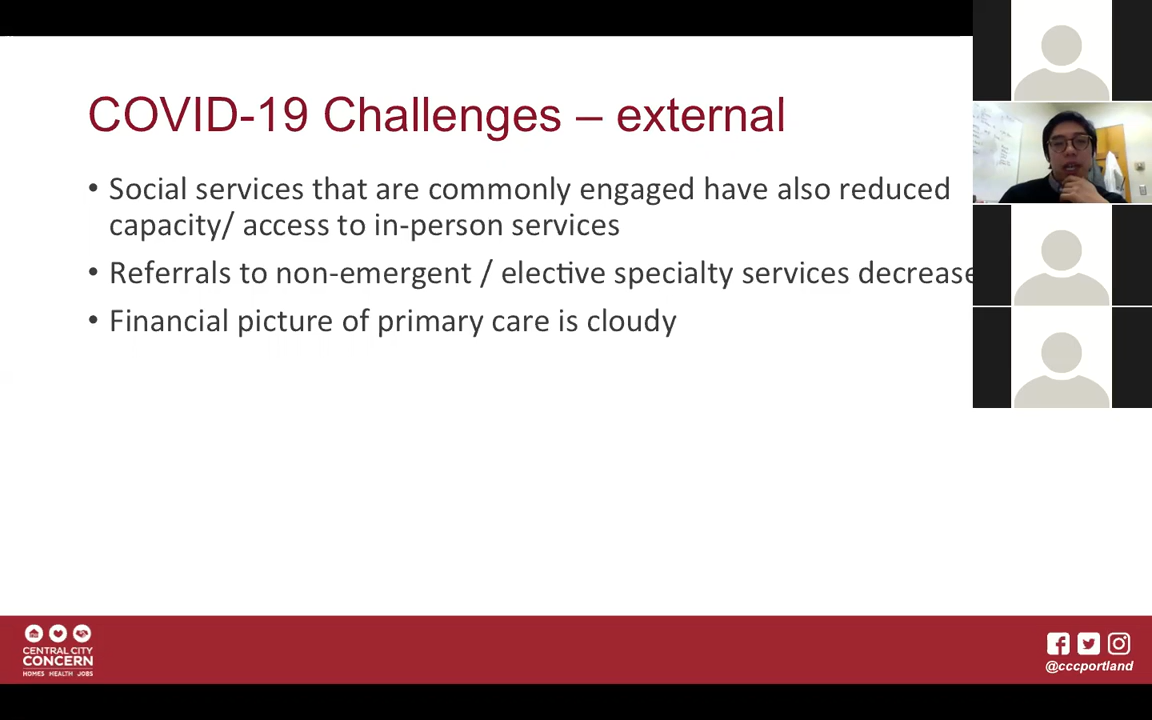 COVID-19 Challenges – external
• Social services that are commonly engaged have also reduced
capacity/ access to in-person services
• Referrals to non-emergent / elective specialty services decrease
• Financial picture of primary care is cloudy
CENTRAL CITY
CONCERN
HOMES HEALTH JOBS
@cccportland